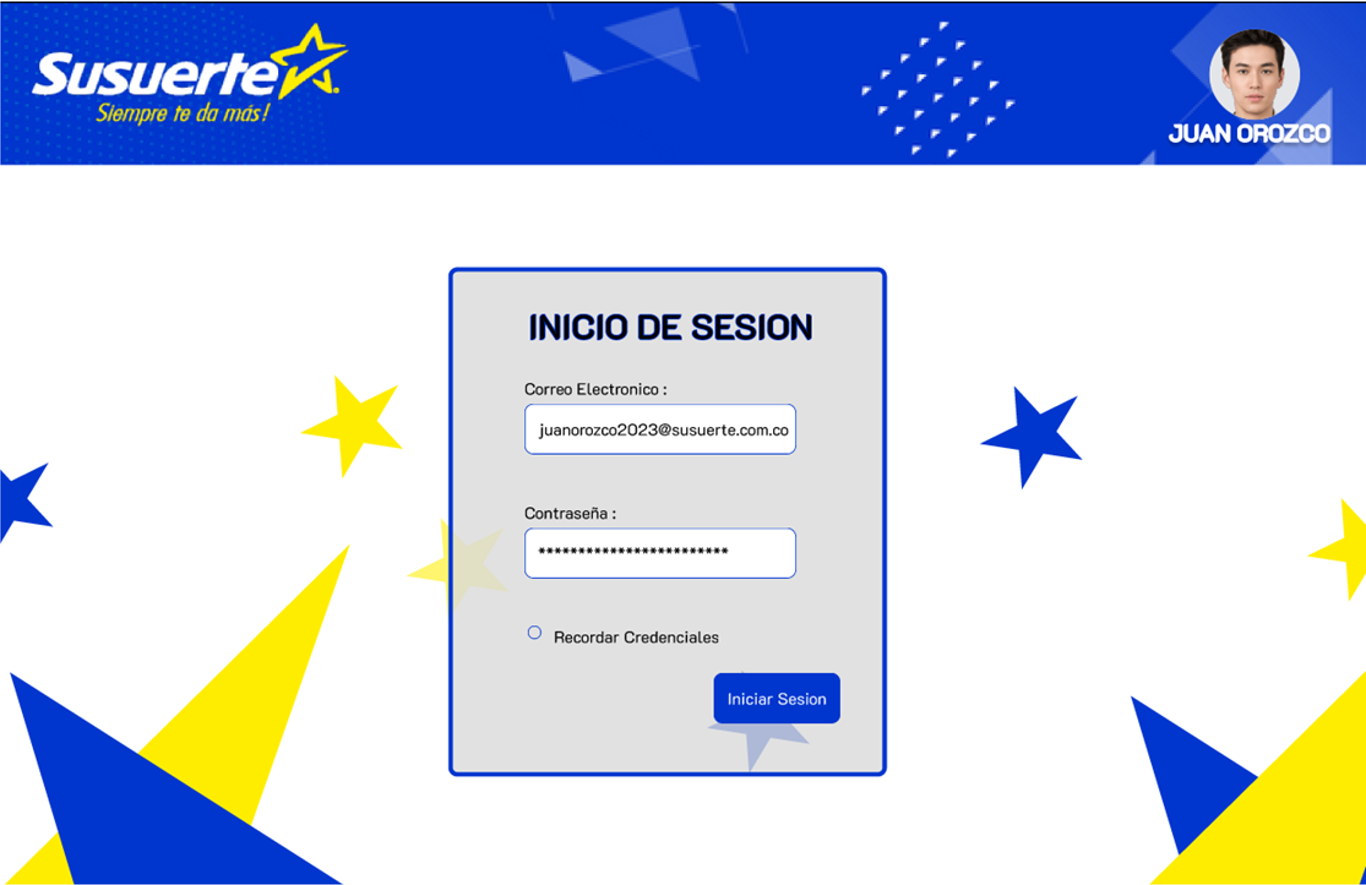 Susuerte
Siempre te da más!
JUAN OROZCO
INICIO DE SESION
Correo Electronico :
juanorozco2023@susuerte.com.co
Contraseña :
************************
Recordar Credenciales
Iniciar Sesion